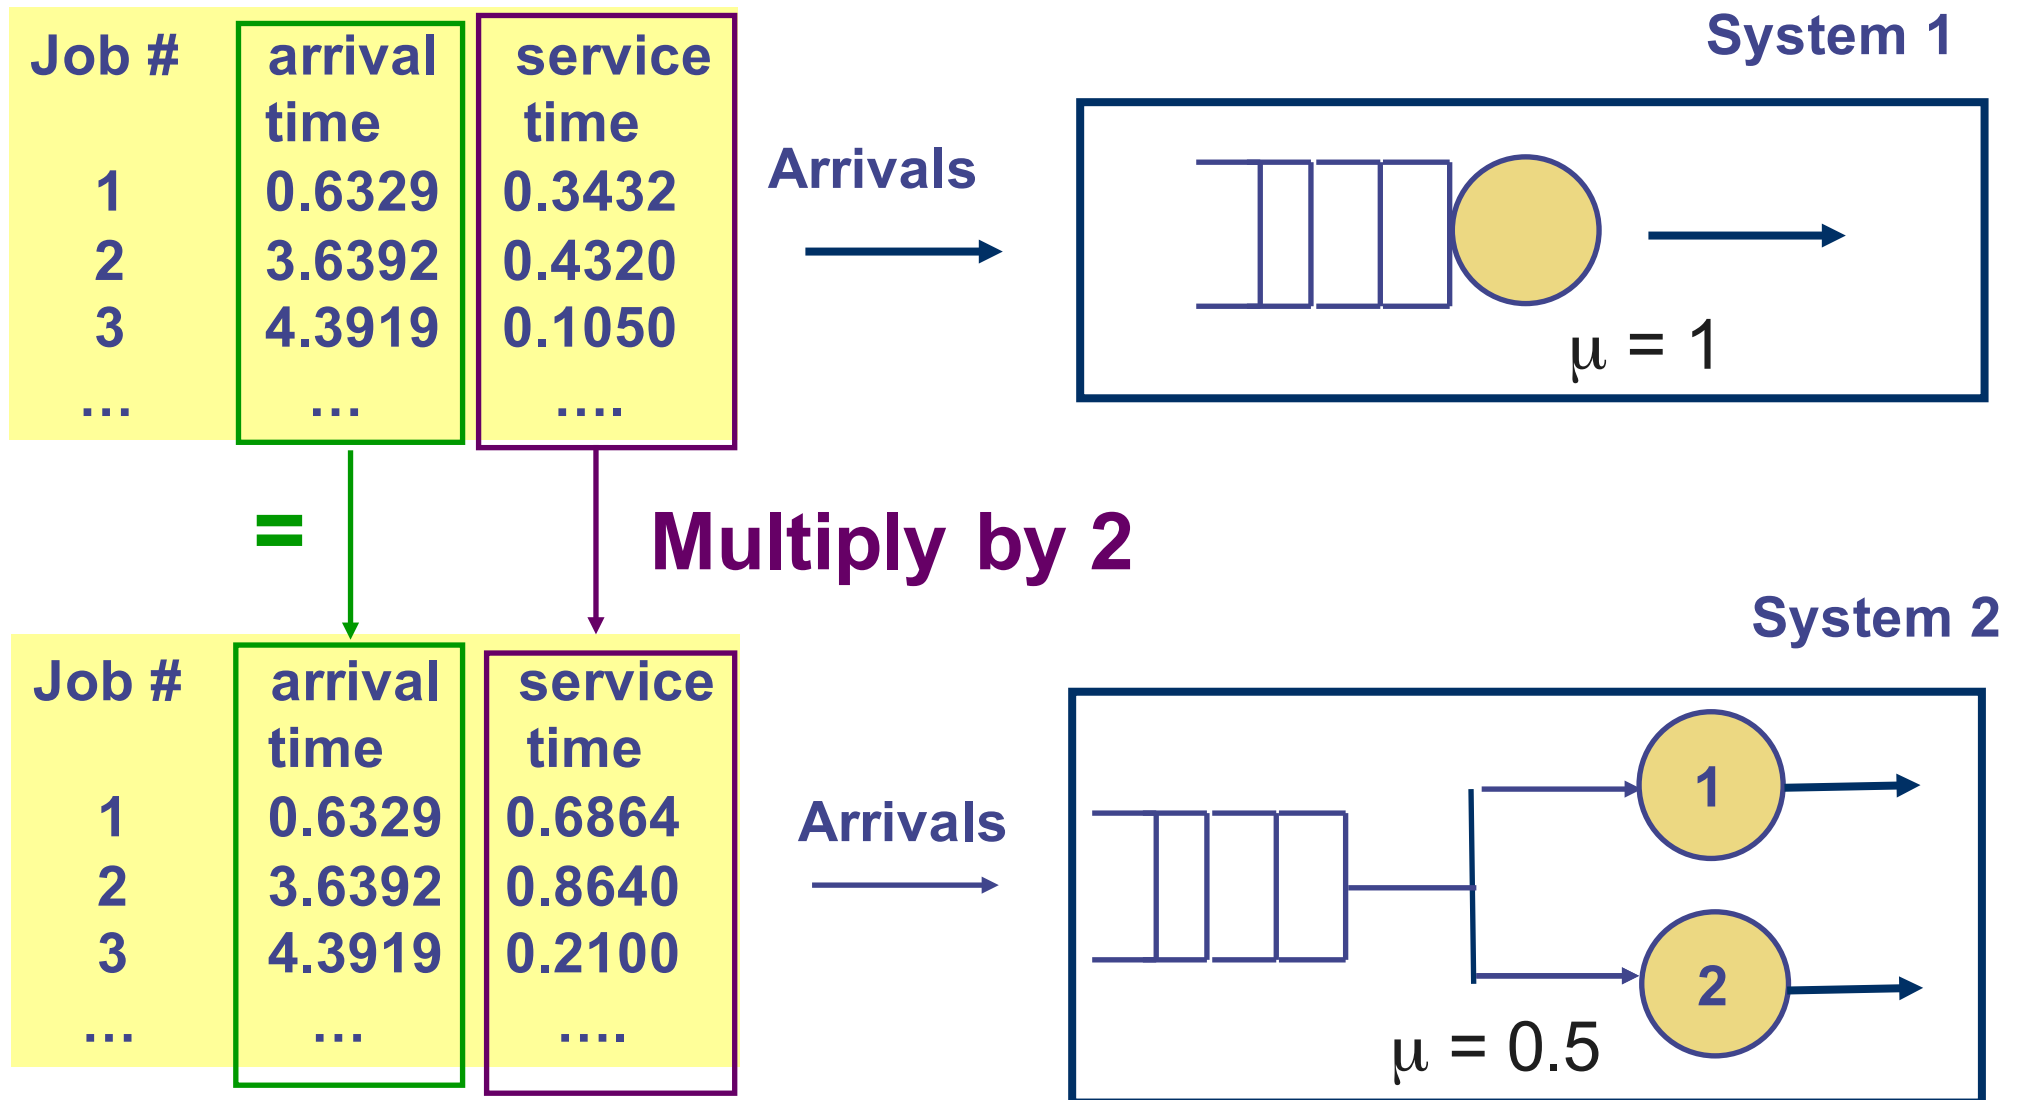 Job # arrival service
time time
1 0.6329 0.3432
2 3.6392 0.4320
3 4.3919 0.1050
… … ….
Arrivals
System 1
μ = 1
=
Multiply by 2
Job # arrival service
time time
1 0.6329 0.6864
2 3.6392 0.8640
3 4.3919 0.2100
… … ….
Arrivals
System 2
1
2
μ = 0.5